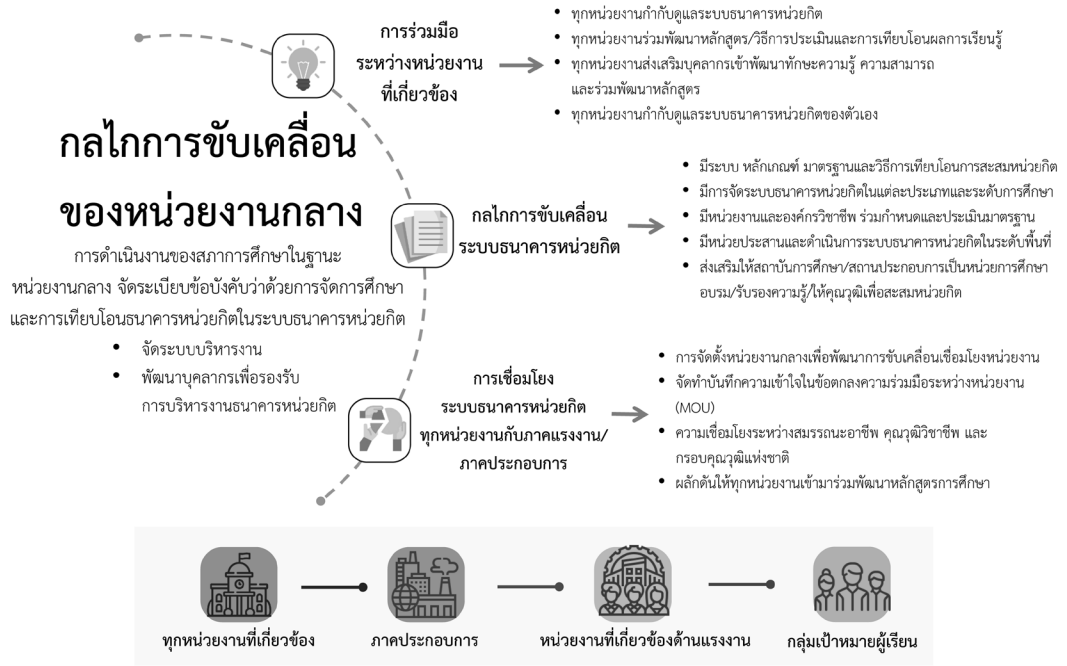 กลไกการขับเคลื่อน
ของหน่วยงานกลาง
การดำเนินงานของสภาการศึกษาในฐานะ
หน่วยงานกลาง จัดระเบียบข้อบังคับว่าด้วยการจัดการศึกษา
และการเทียบโอนธนาคารหน่วยกิตในระบบธนาคารหน่วยกิต
• จัดระบบบริหารงาน
• พัฒนาบุคลากรเพื่อรองรับ
การบริหารงานธนาคารหน่วยกิต
การร่วมมือ
ระหว่างหน่วยงาน
ที่เกี่ยวข้อง
• ทุกหน่วยงานกำกับดูแลระบบธนาคารหน่วยกิต
• ทุกหน่วยงานร่วมพัฒนาหลักสูตร/วิธีการประเมินและการเทียบโอนผลการเรียนรู้
• ทุกหน่วยงานส่งเสริมบุคลากรเข้าพัฒนาทักษะความรู้ ความสามารถ
และร่วมพัฒนาหลักสูตร
• ทุกหน่วยงานกำกับดูแลระบบธนาคารหน่วยกิตของตัวเอง
กลไกการขับเคลื่อน
ระบบธนาคารหน่วยกิต
• มีระบบ หลักเกณฑ์ มาตรฐานและวิธีการเทียบโอนการสะสมหน่วยกิต
• มีการจัดระบบธนาคารหน่วยกิตในแต่ละประเภทและระดับการศึกษา
• มีหน่วยงานและองค์กรวิชาชีพ ร่วมกำหนดและประเมินมาตรฐาน
• มีหน่วยประสานและดำเนินการระบบธนาคารหน่วยกิตในระดับพื้นที่
• ส่งเสริมให้สถาบันการศึกษา/สถานประกอบการเป็นหน่วยการศึกษา
อบรม/รับรองความรู้/ให้คุณวุฒิเพื่อสะสมหน่วยกิต
การเชื่อมโยง
ระบบธนาคารหน่วยกิต
ทุกหน่วยงานกับภาคแรงงาน/
ภาคประกอบการ
• การจัดตั้งหน่วยงานกลางเพื่อพัฒนาการขับเคลื่อนเชื่อมโยงหน่วยงาน
• จัดทำบันทึกความเข้าใจในข้อตกลงความร่วมมือระหว่างหน่วยงาน
(MOU)
• ความเชื่อมโยงระหว่างสมรรถนะอาชีพ คุณวุฒิวิชาชีพ และ
กรอบคุณวุฒิแห่งชาติ
• ผลักดันให้ทุกหน่วยงานเข้ามาร่วมพัฒนาหลักสูตรการศึกษา
ทุกหน่วยงานที่เกี่ยวข้อง
ภาคประกอบการ
หน่วยงานที่เกี่ยวข้องด้านแรงงาน
กลุ่มเป้าหมายผู้เรียน